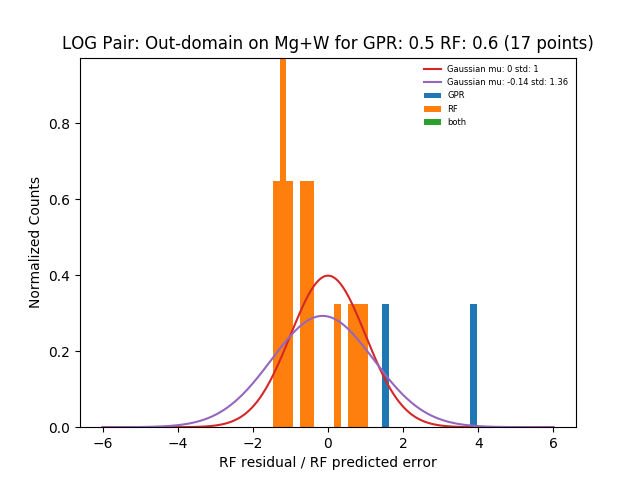 LOG Pair: Out-domain on Mg+W for GPR: 0.5 RF: 0.6 (17 points)
Gaussian mu: 0 std: 1
Gaussian mu: -0.14 std: 1.36
GPR
RF
both
Normalized Counts
0.8
0.6
0.4
0.2
0.0
−6 −4 −2 0 2 4 6
RF residual / RF predicted error